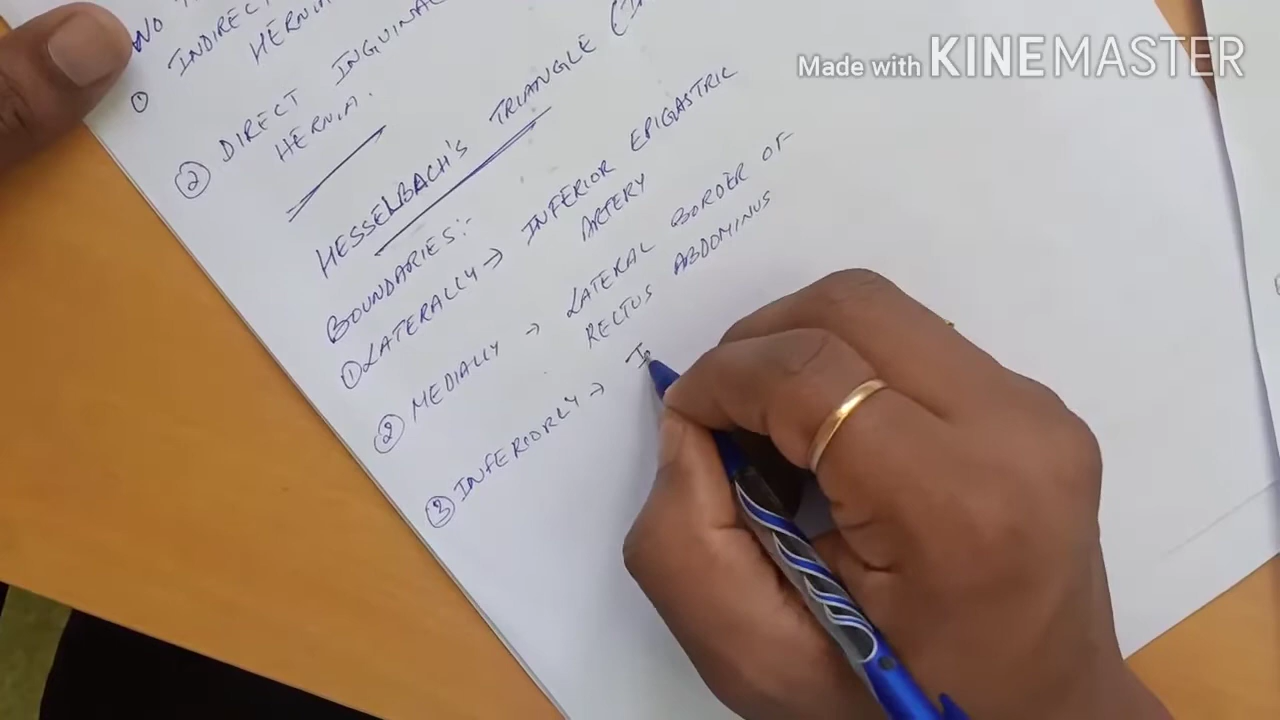 Made with KINEMASTER
NO
① INDIRECT
HERNIA
② DIRECT INGUINAL
HERNIA.
HESSELBACH'S TRIANGLE (
BOUNDARIES:-
① LATERALLY → INFERIOR EPIGASTRIC
ARTERY
② MEDIALLY → LATERAL BORDER OF
RECTUS ABDOMINUS
③ INFERIORLY → I